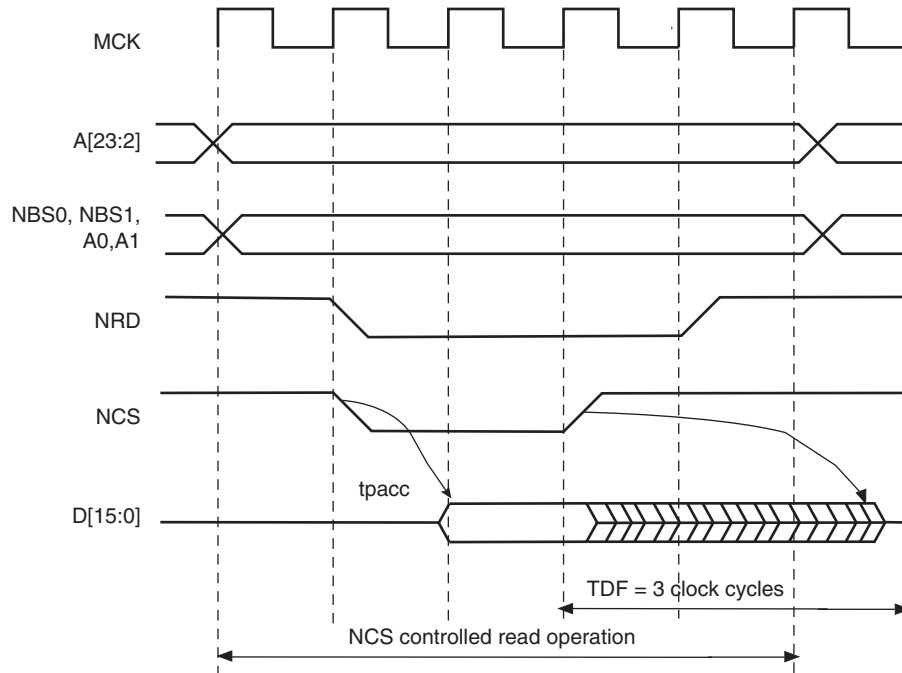 MCK
A[23:2]
NBS0, NBS1,
A0,A1
NRD
NCS
tpacc
D[15:0]
TDF = 3 clock cycles
NCS controlled read operation